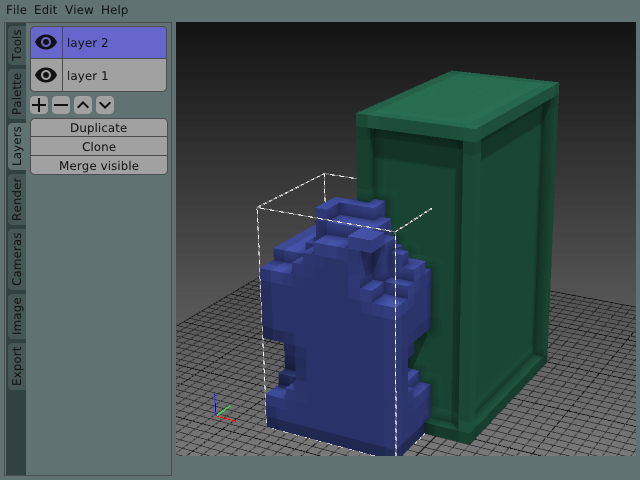 File Edit View Help
Tools
Palette
Layers
Render
Cameras
Image
Export
layer 2
layer 1
Duplicate
Clone
Merge visible